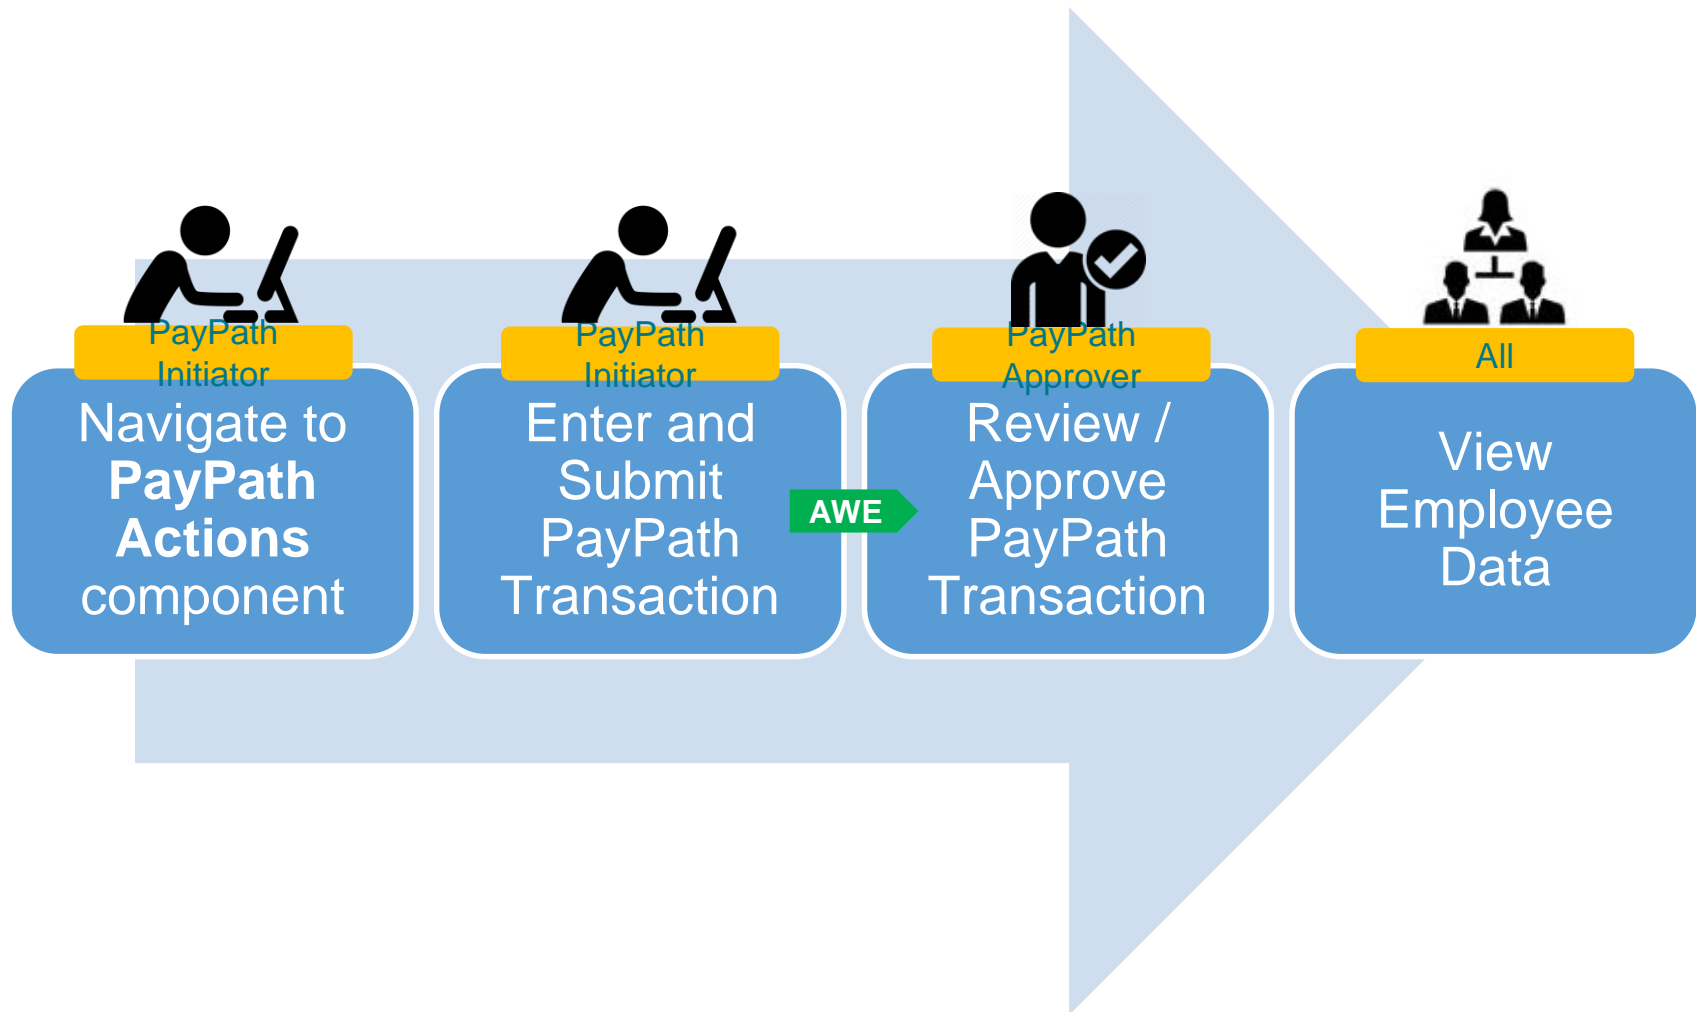 PayPath
Initiator
Navigate to
PayPath
Actions
component
PayPath
Initiator
Enter and
Submit
PayPath
Transaction
AWE
PayPath
Approver
Review /
Approve
PayPath
Transaction
All
View
Employee
Data